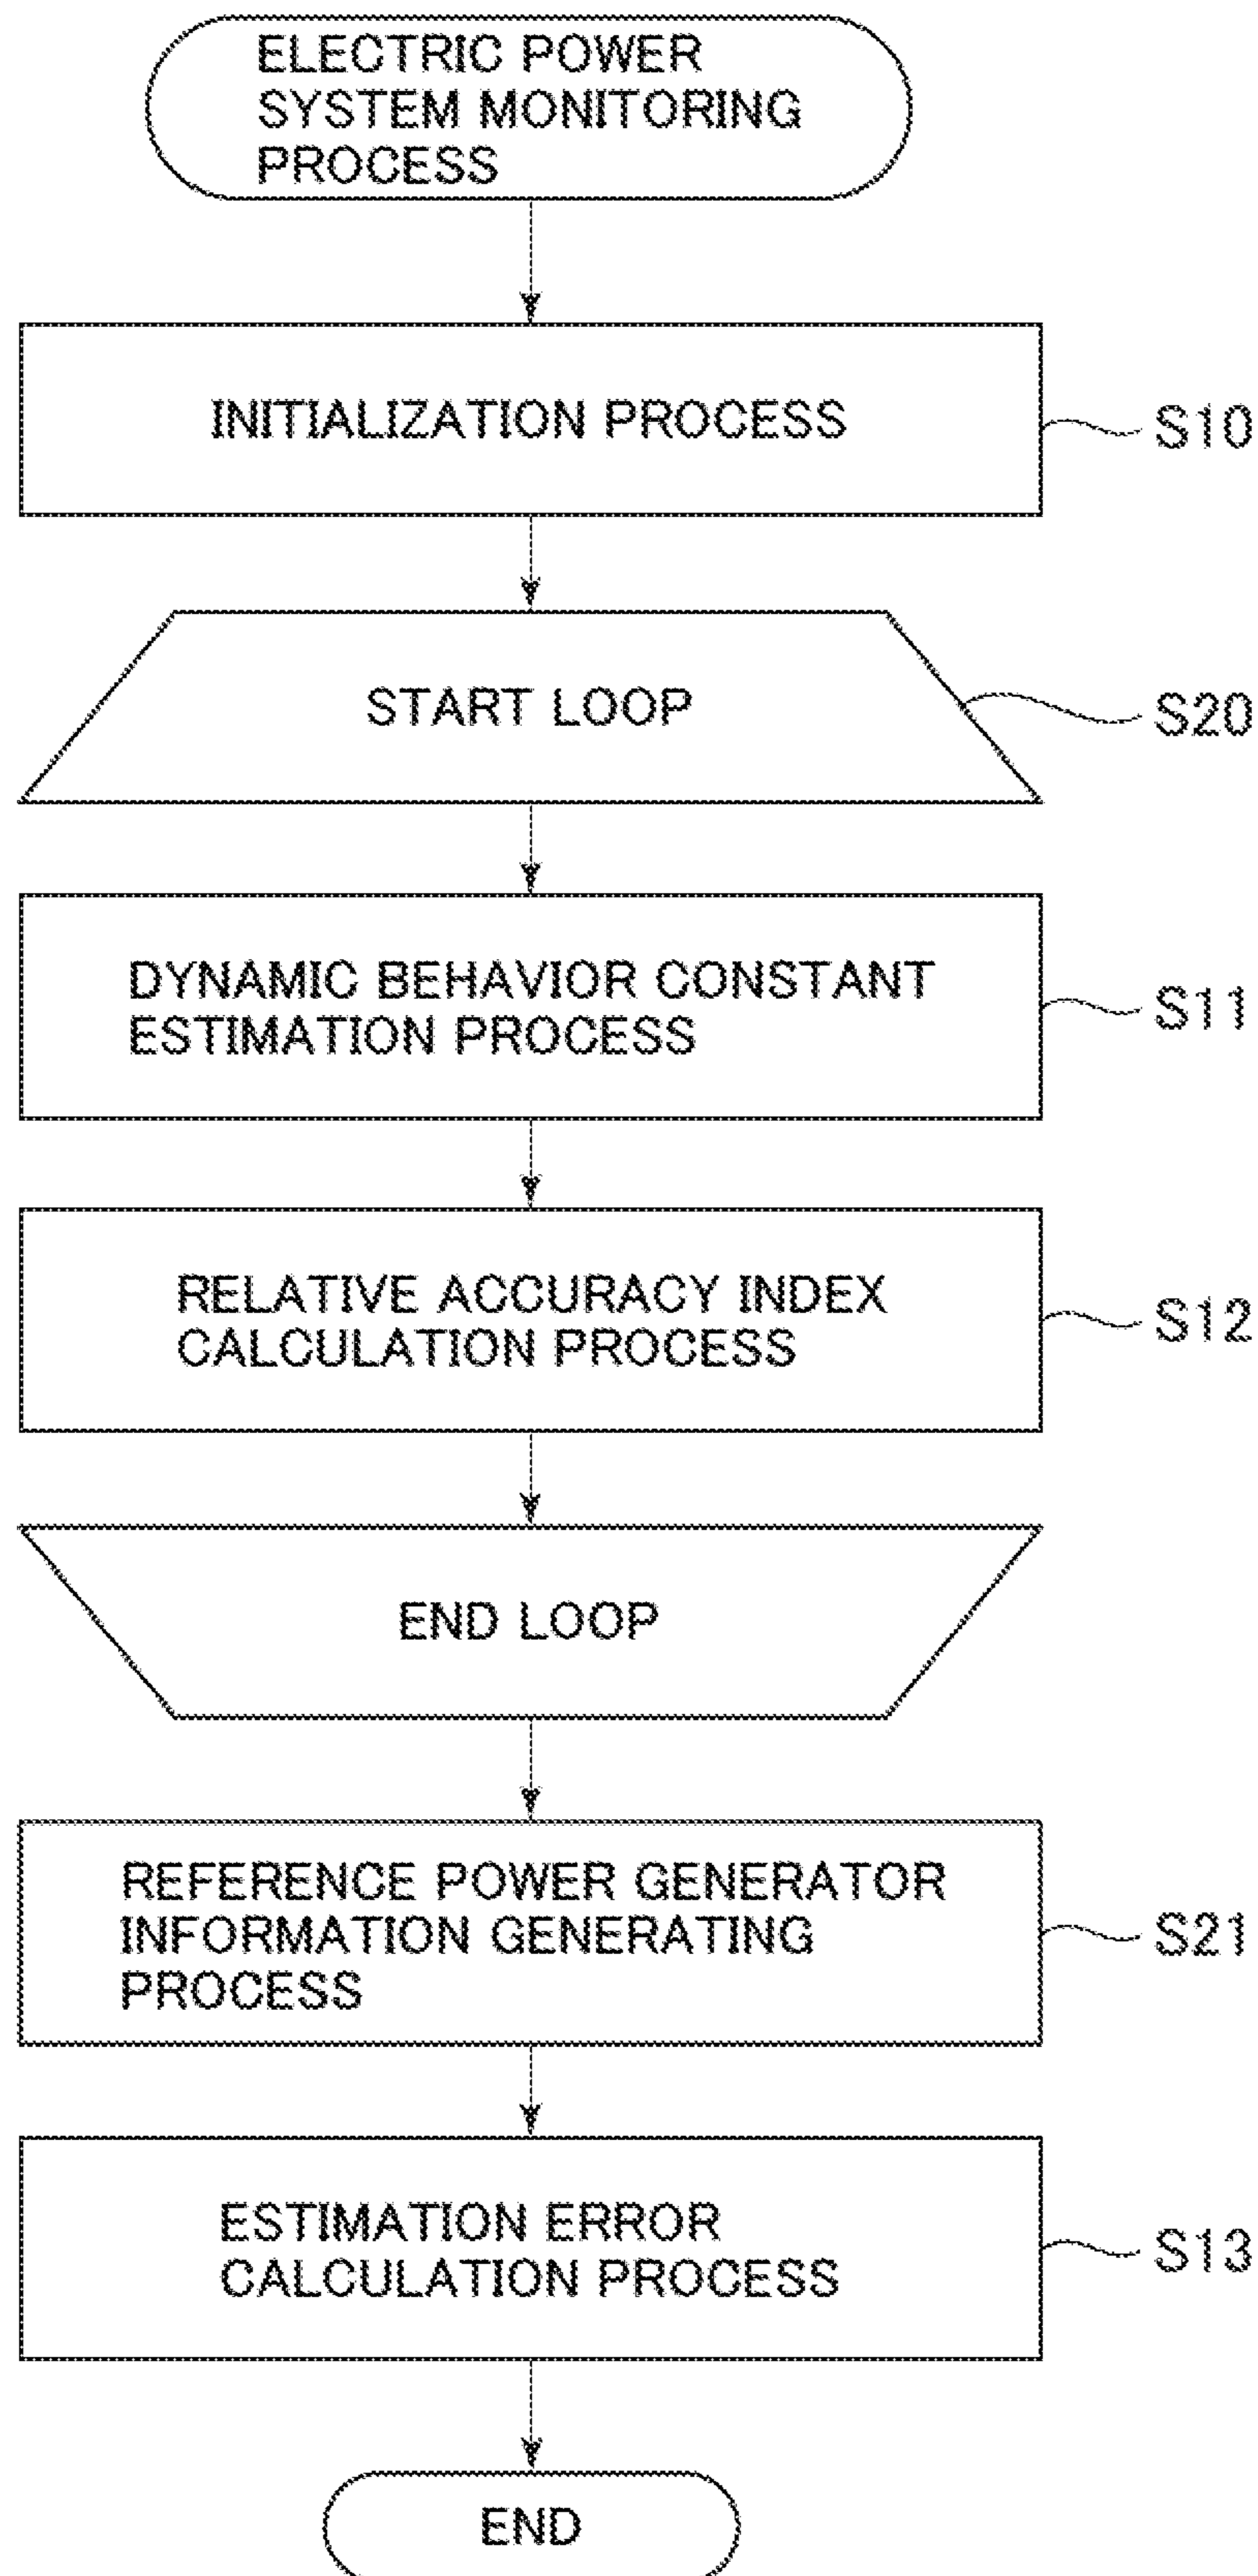 ELECTRIC POWER
SYSTEM MONITORING
PROCESS
INITIALIZATION PROCESS
S10
START LOOP
S20
DYNAMIC BEHAVIOR CONSTANT
ESTIMATION PROCESS
S11
RELATIVE ACCURACY INDEX
CALCULATION PROCESS
S12
END LOOP
REFERENCE POWER GENERATOR
INFORMATION GENERATING
PROCESS
S21
ESTIMATION ERROR
CALCULATION PROCESS
S13
END